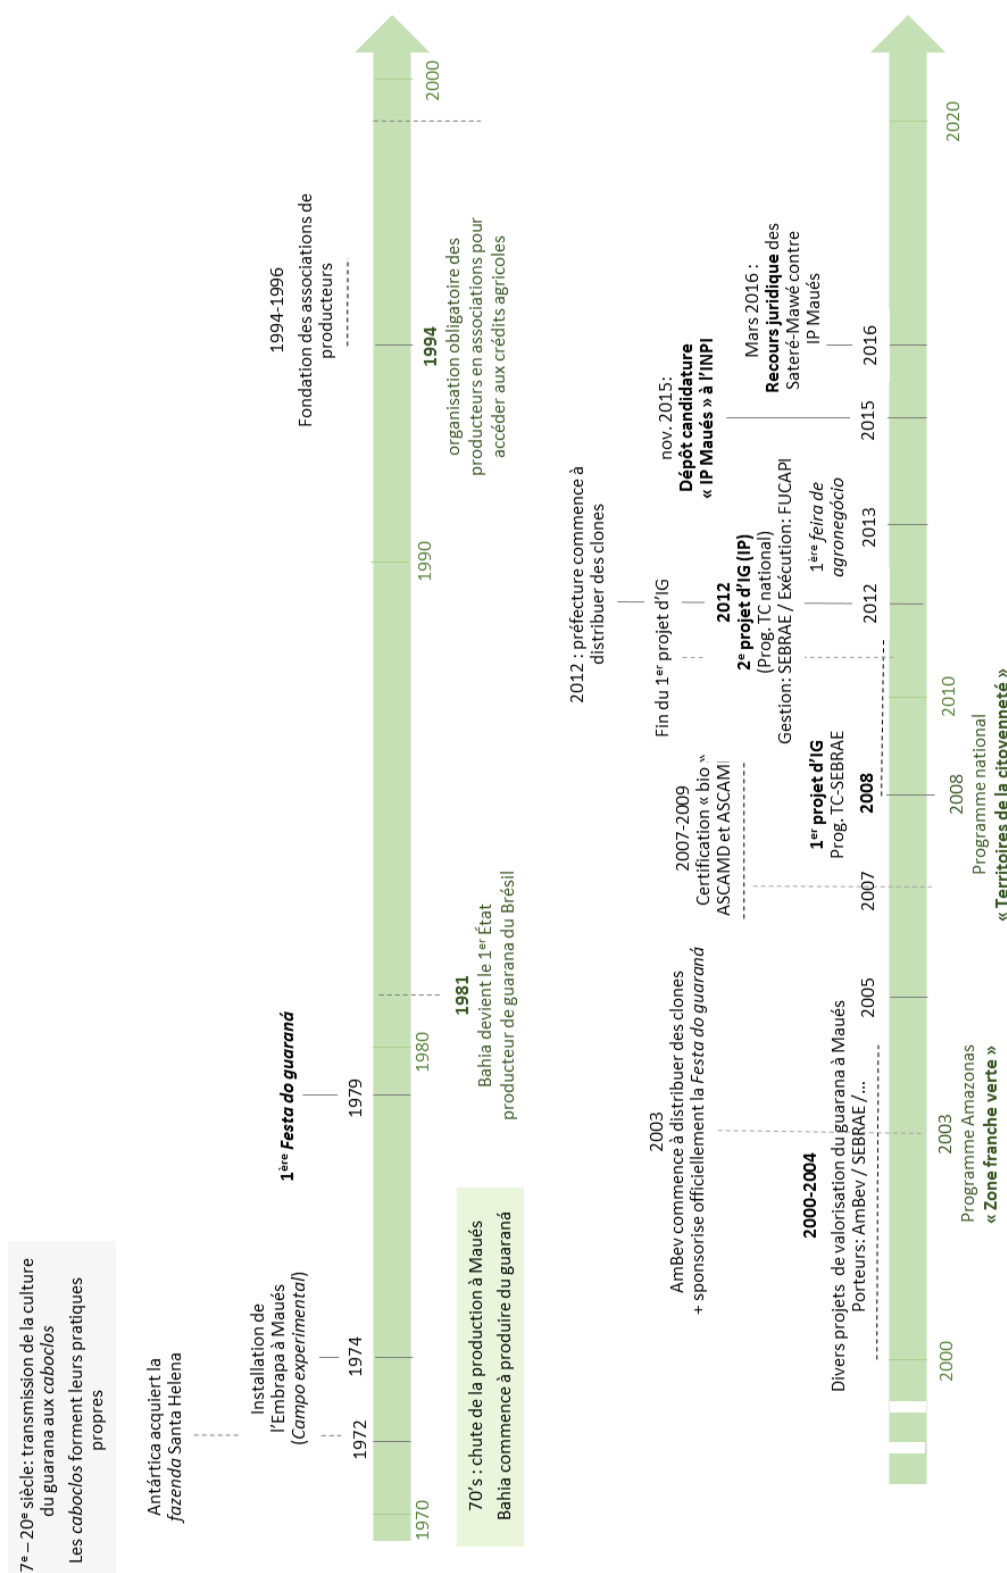 7e – 20e siècle: transmission de la culture
du guarana aux caboclos
Les caboclos forment leurs pratiques
propres
Antártica acquiert la
fazenda Santa Helena
Installation de
l'Embrapa à Maués
(Campo experimental)
1972
1974
1ère Festa do guaraná
1979
1994-1996
Fondation des associations de
producteurs
1970
1980
1990
2000
70's : chute de la production à Maués
Bahia commence à produire du guaraná
1981
Bahia devient le 1er État
producteur de guarana du Brésil
1994
organisation obligatoire des
producteurs en associations pour
accéder aux crédits agricoles
2003
AmBev commence à distribuer des clones
+ sponsorise officiellement la Festa do guaraná
2000-2004
Divers projets de valorisation du guarana à Maués
Porteurs: AmBev / SEBRAE /...
2005
2007-2009
Certification « bio »
ASCAMD et ASCAM
2007
1er projet d'IG
Prog. TC-SEBRAE
2008
2012 : préfecture commence à
distribuer des clones
Fin du 1er projet d'IG
2012
2e projet d'IG (IP)
(Prog. TC national)
Gestion: SEBRAE / Exécution: FUCAPI
2012
1ère feira de
agronegócio
2013
nov. 2015:
Dépôt candidature
« IP Maués » à l'INPI
2015
Mars 2016 :
Recours juridique des
Sateré-Mawé contre
IP Maués
2016
2000
2003
Programme Amazonas
« Zone franche verte »
2008
Programme national
« Territoires de la citoyenneté »
2010
2020